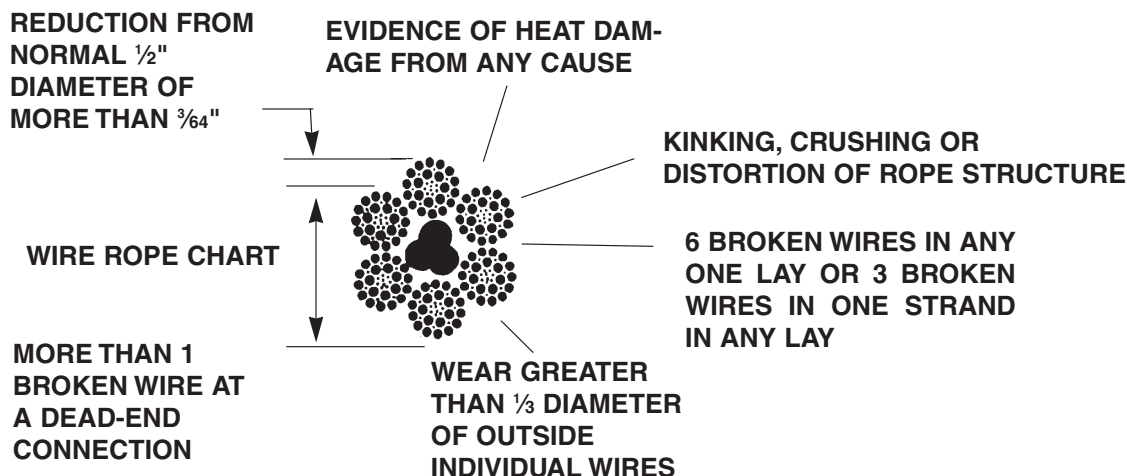 REDUCTION FROM
NORMAL ½"
DIAMETER OF
MORE THAN ³⁄64"
EVIDENCE OF HEAT DAM-
AGE FROM ANY CAUSE
KINKING, CRUSHING OR
DISTORTION OF ROPE STRUCTURE
WIRE ROPE CHART
6 BROKEN WIRES IN ANY
ONE LAY OR 3 BROKEN
WIRES IN ONE STRAND
IN ANY LAY
MORE THAN 1
BROKEN WIRE AT
A DEAD-END
CONNECTION
WEAR GREATER
THAN ⅓ DIAMETER
OF OUTSIDE
INDIVIDUAL WIRES